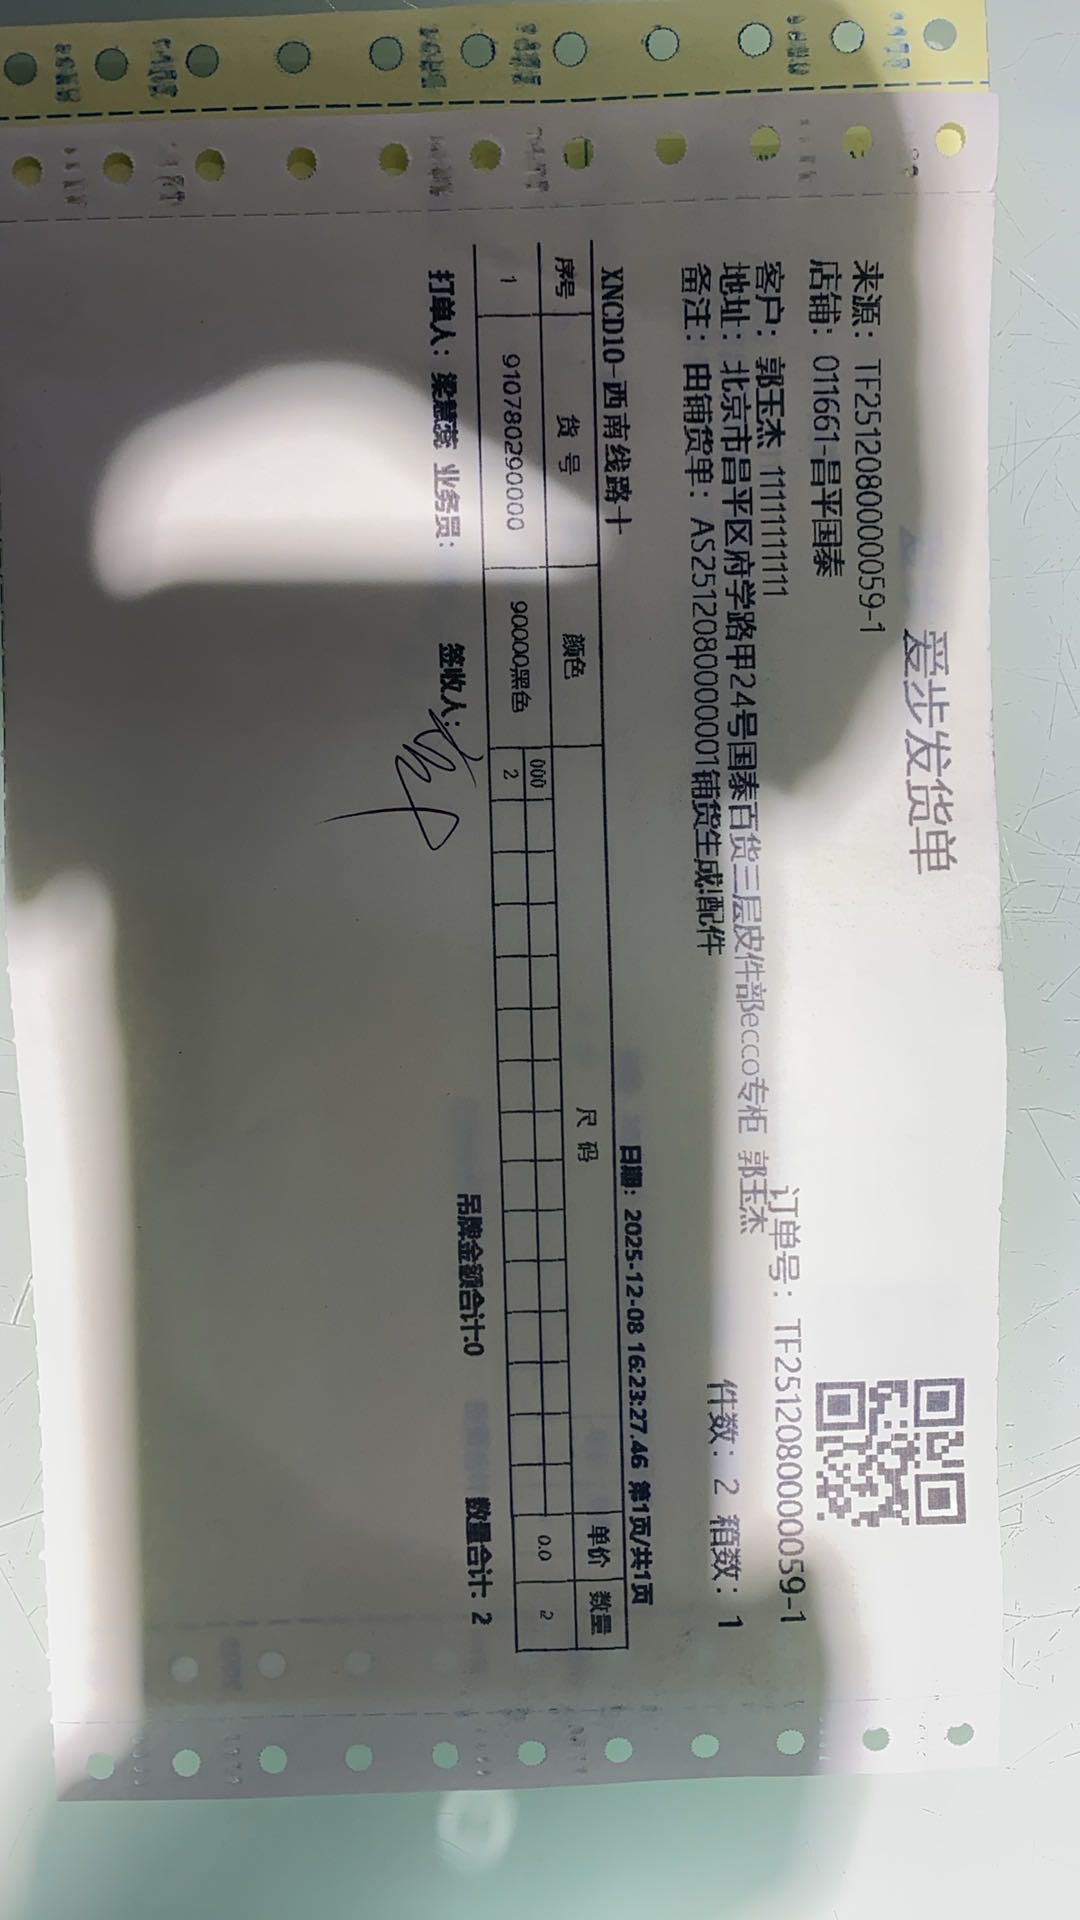 爱步发货单
来源：TF251208000059-1
订单号：TF251208000059-1
店铺：011661-昌平国泰
客户：郭玉杰 11111111111
地址：北京市昌平区府学路甲24号国泰百货三层皮件部ecco专柜 郭玉杰
件数：2 箱数：1
备注：由铺货单：AS251208000001铺货生成!配件
XNCD10-西南线路十 日期：2025-12-08 16:23:27.46 第1页/共1页
序号 货号 颜色 尺码 单价 数量
000
1 910780290000 90000黑色 2 0.0 2
打单人：梁慧蕊 业务员： 签收人： 吊牌金额合计:0 数量合计：2